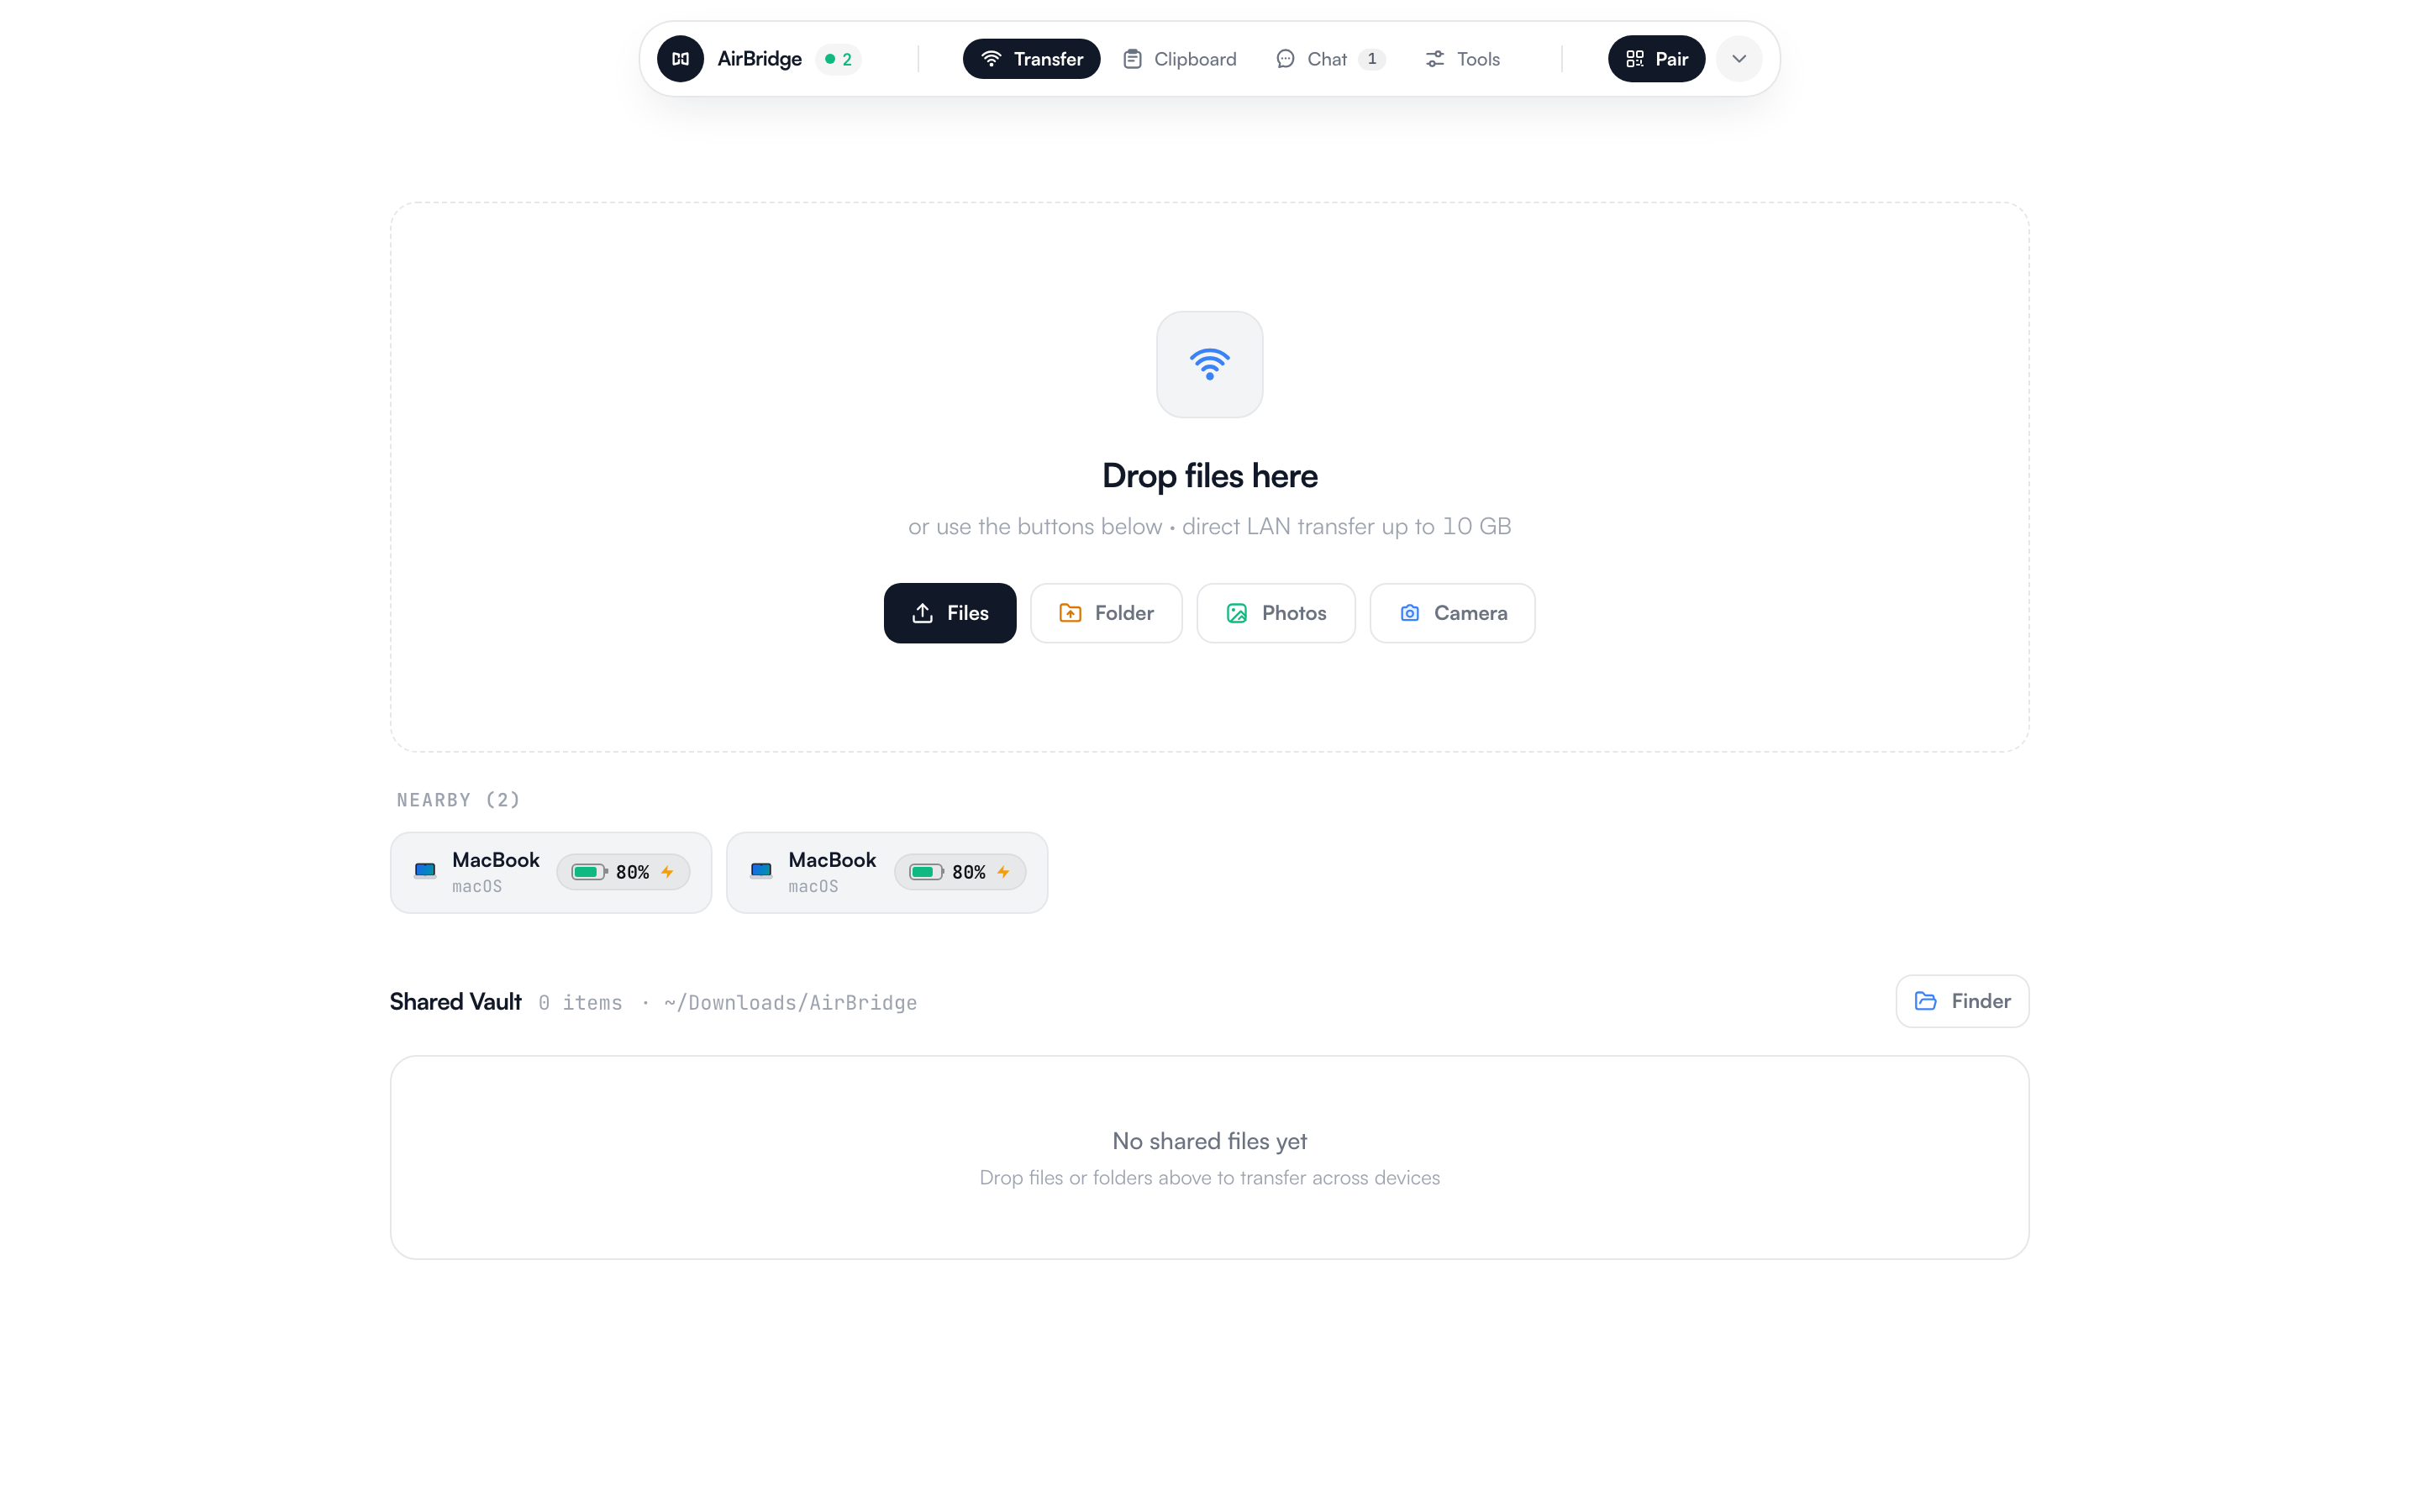 AirBridge 2 Transfer Clipboard Chat 1 Tools Pair
Drop files here
or use the buttons below · direct LAN transfer up to 10 GB
Files Folder Photos Camera
NEARBY (2)
MacBook 80% MacBook 80%
macOS macOS
Shared Vault 0 items · ~/Downloads/AirBridge Finder
No shared files yet
Drop files or folders above to transfer across devices